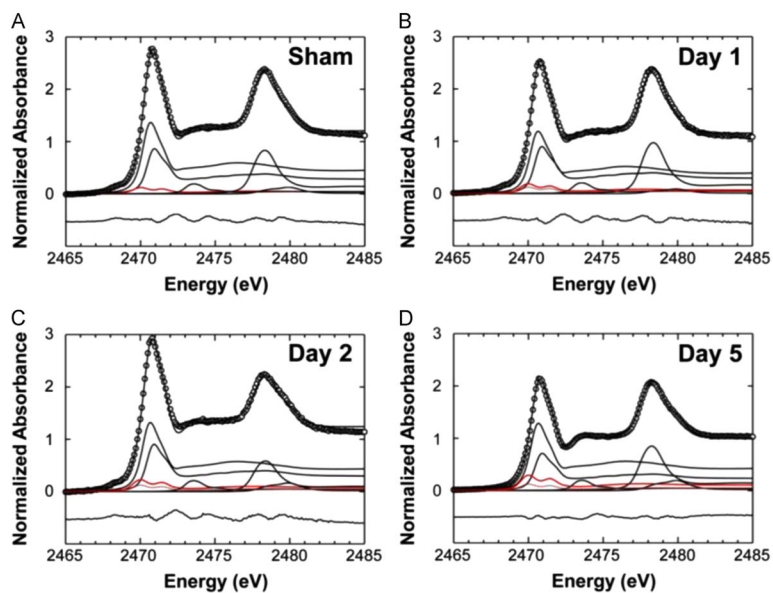 A
Sham
Normalized Absorbance
3
2
1
0
2465 2470 2475 2480 2485
Energy (eV)
B
Day 1
Normalized Absorbance
3
2
1
0
2465 2470 2475 2480 2485
Energy (eV)
C
Day 2
Normalized Absorbance
3
2
1
0
2465 2470 2475 2480 2485
Energy (eV)
D
Day 5
Normalized Absorbance
3
2
1
0
2465 2470 2475 2480 2485
Energy (eV)